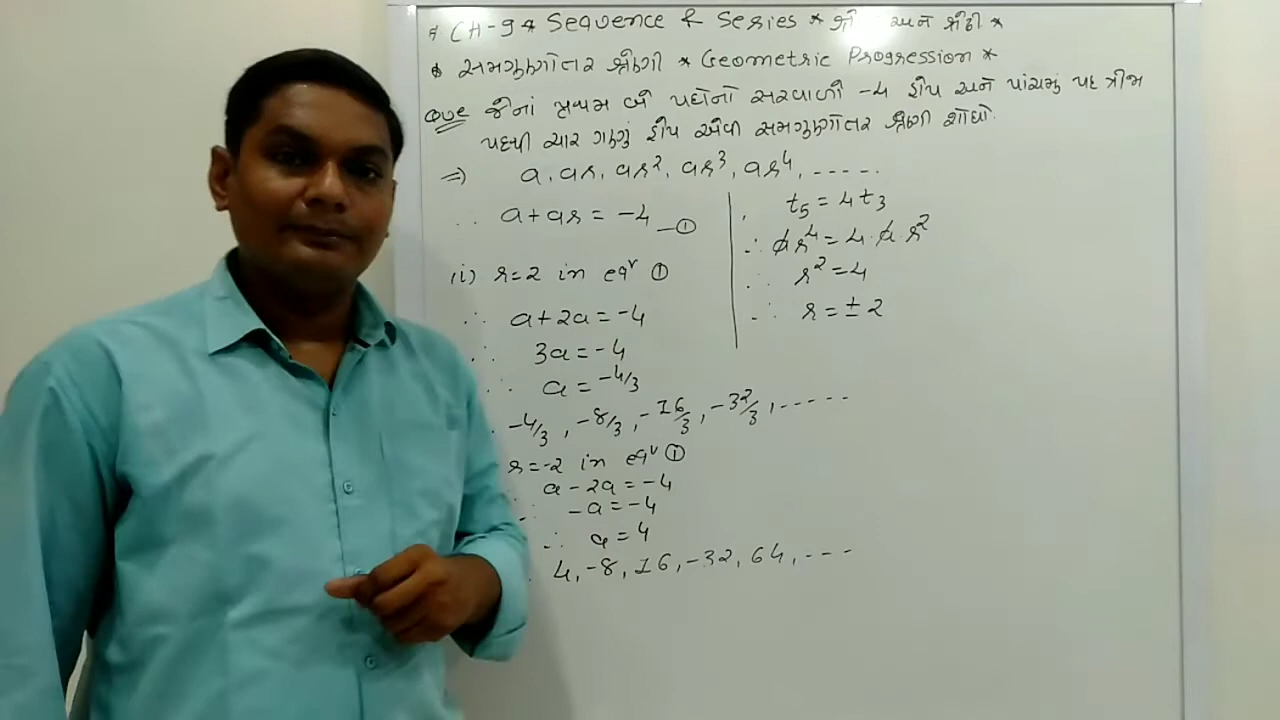 * CH-9 * Sequence & Series * શ્રે અને શ્રેઢી *
* સમગુણોત્તર શ્રેણી * Geometric Progression *
Que જેનાં પ્રથમ બે પદોનો સરવાળો -4 હોય અને પાંચમું પદ ત્રીજા
પદથી ચાર ગણું હોય એવી સમગુણોત્તર શ્રેણી શોધો.
⇒ a, ar, ar², ar³, ar⁴, -----
∴ a + ar = -4 —①
∴ t₅ = 4 t₃
∴ ar⁴ = 4·a·r²
∴ r² = 4
∴ r = ± 2
(i) r = 2 in eqⁿ ①
∴ a + 2a = -4
∴ 3a = -4
∴ a = -4/3
∴ -4/3, -8/3, -16/3, -32/3, -----
r = -2 in eqⁿ ①
∴ a - 2a = -4
∴ -a = -4
∴ a = 4
∴ 4, -8, 16, -32, 64, ---